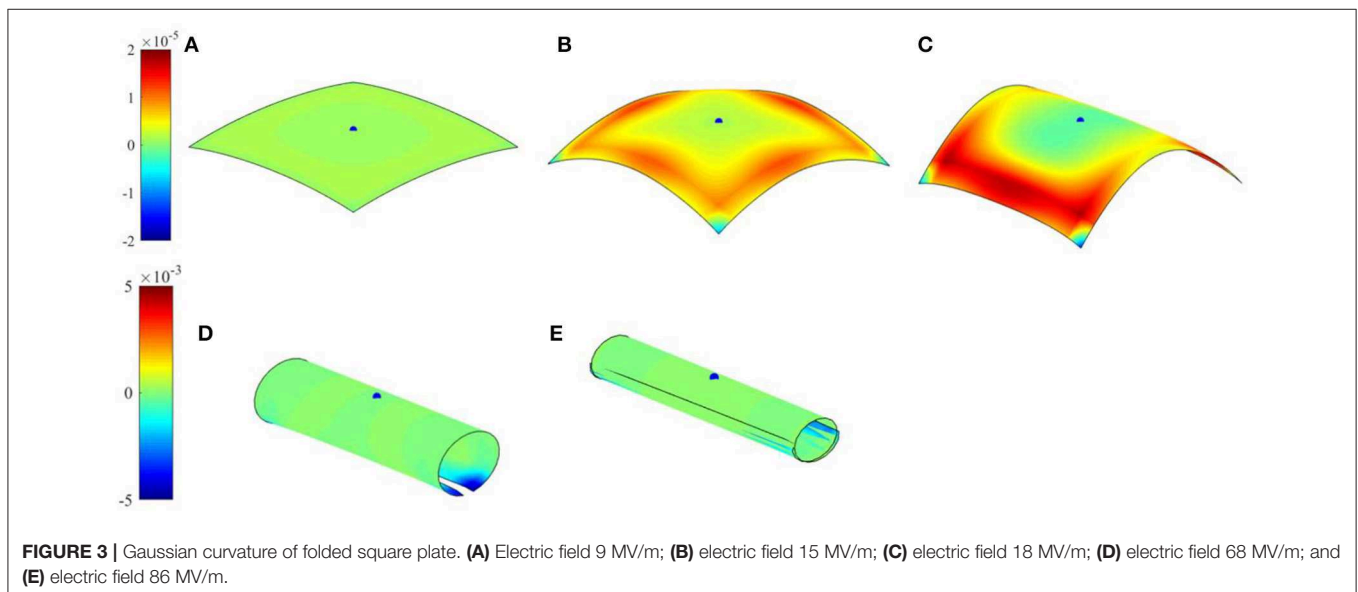 ×10⁻⁵
2
1
0
-1
-2
A
B
C
×10⁻³
5
0
-5
D
E
FIGURE 3 | Gaussian curvature of folded square plate. (A) Electric field 9 MV/m; (B) electric field 15 MV/m; (C) electric field 18 MV/m; (D) electric field 68 MV/m; and
(E) electric field 86 MV/m.